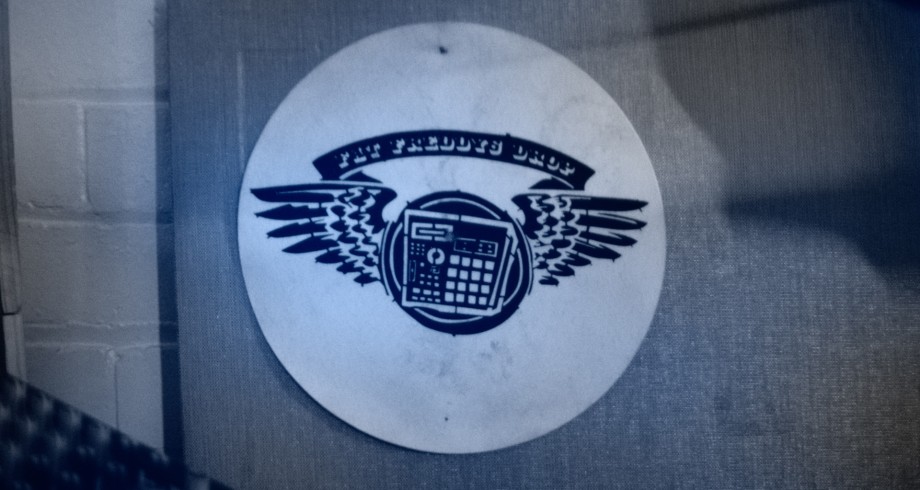 FAT FREDDYS DROP